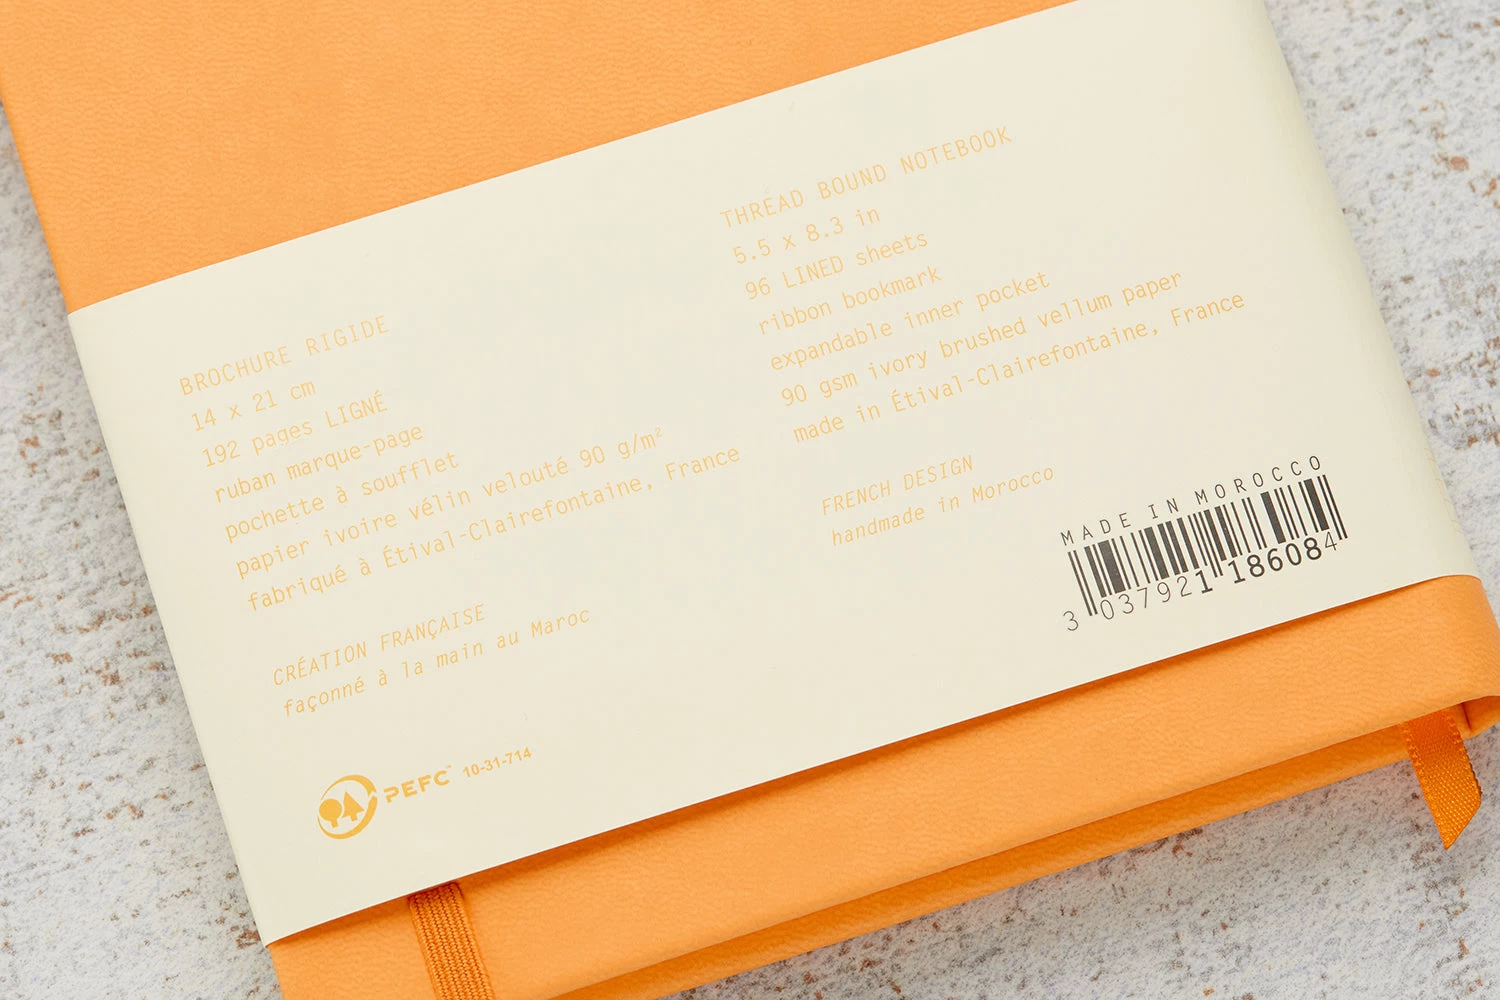 BROCHURE RIGIDE
14 x 21 cm
192 pages LIGNÉ
ruban marque-page
pochette à soufflet
papier ivoire vélin velouté 90 g/m²
fabriqué à Étival-Clairefontaine, France
CRÉATION FRANÇAISE
façonné à la main au Maroc
PEFC™ 10-31-714
THREAD BOUND NOTEBOOK
5.5 x 8.3 in
96 LINED sheets
ribbon bookmark
expandable inner pocket
90 gsm ivory brushed vellum paper
made in Étival-Clairefontaine, France
FRENCH DESIGN
handmade in Morocco
MADE IN MOROCCO
3 037921 186084